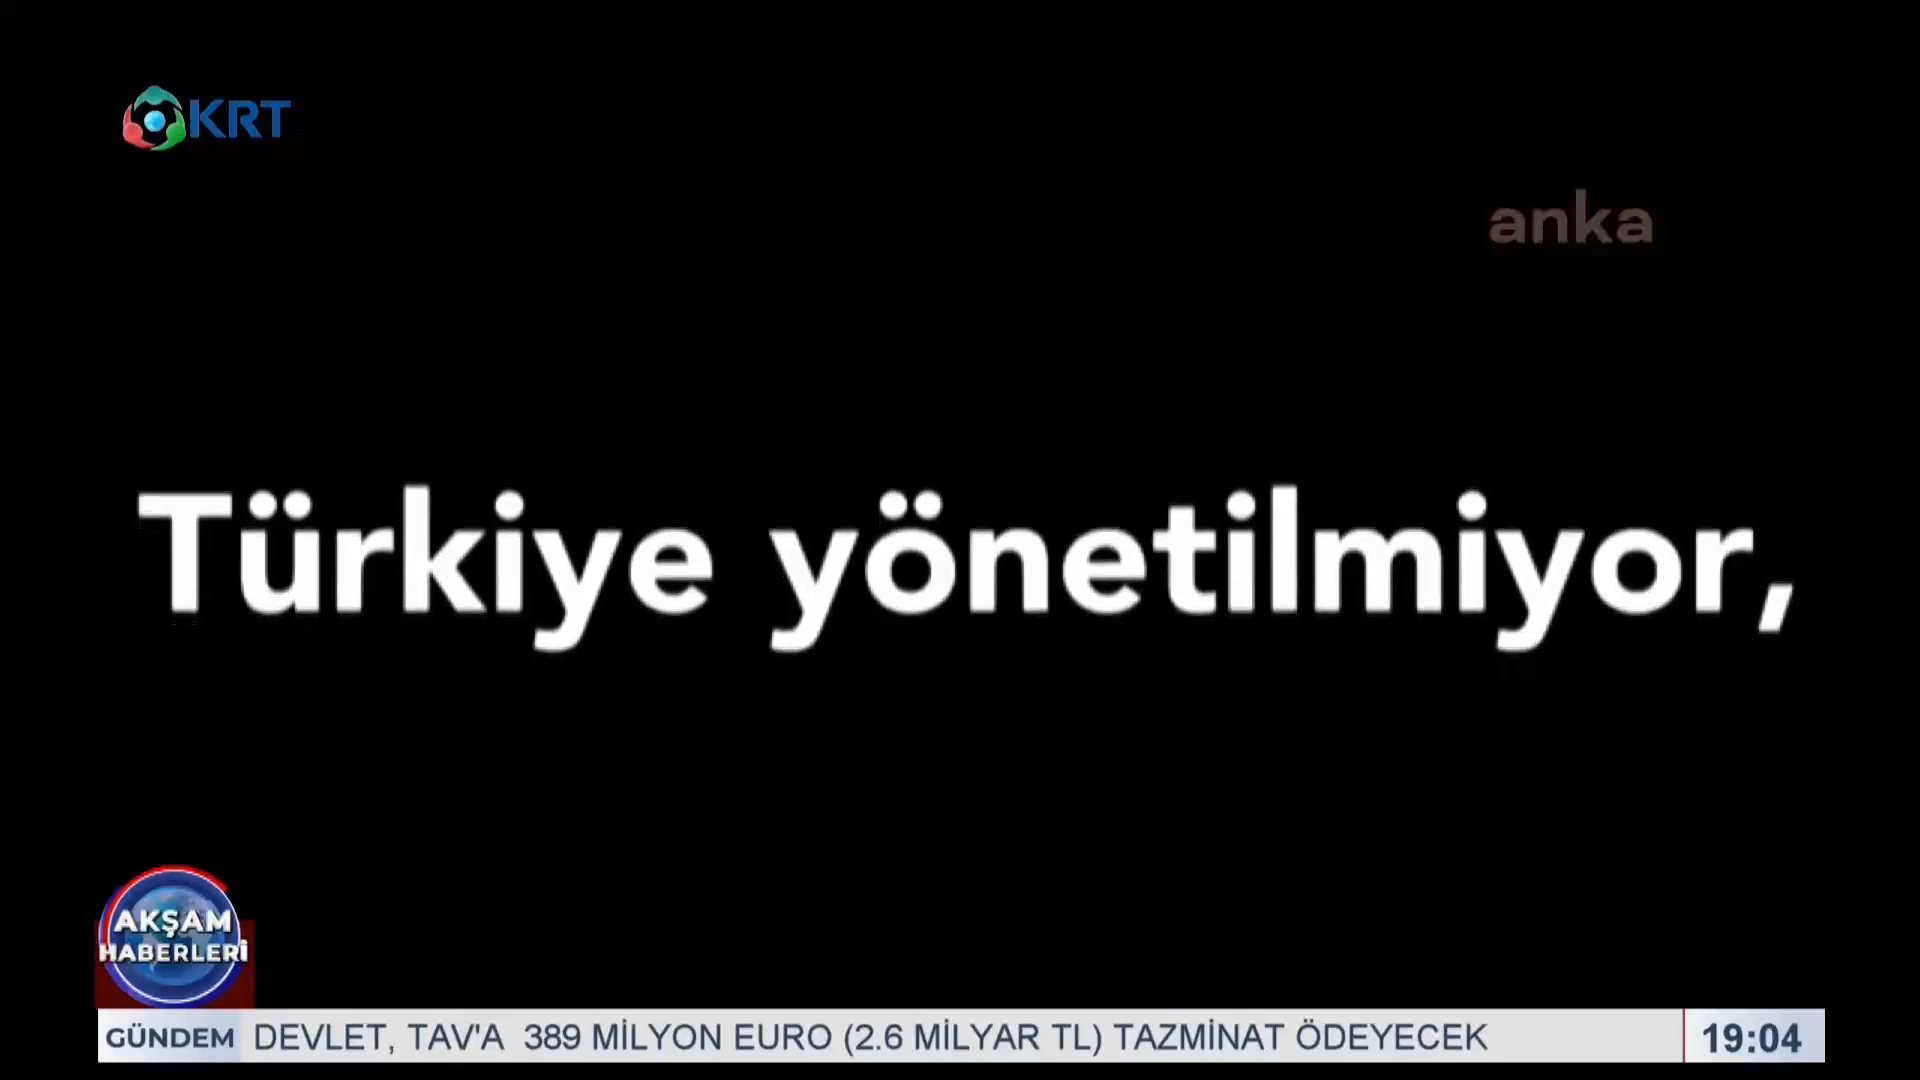 KRT
anka
Türkiye yönetilmiyor,
AKŞAM
HABERLERİ
GÜNDEM DEVLET, TAV'A 389 MİLYON EURO (2.6 MİLYAR TL) TAZMİNAT ÖDEYECEK 19:04